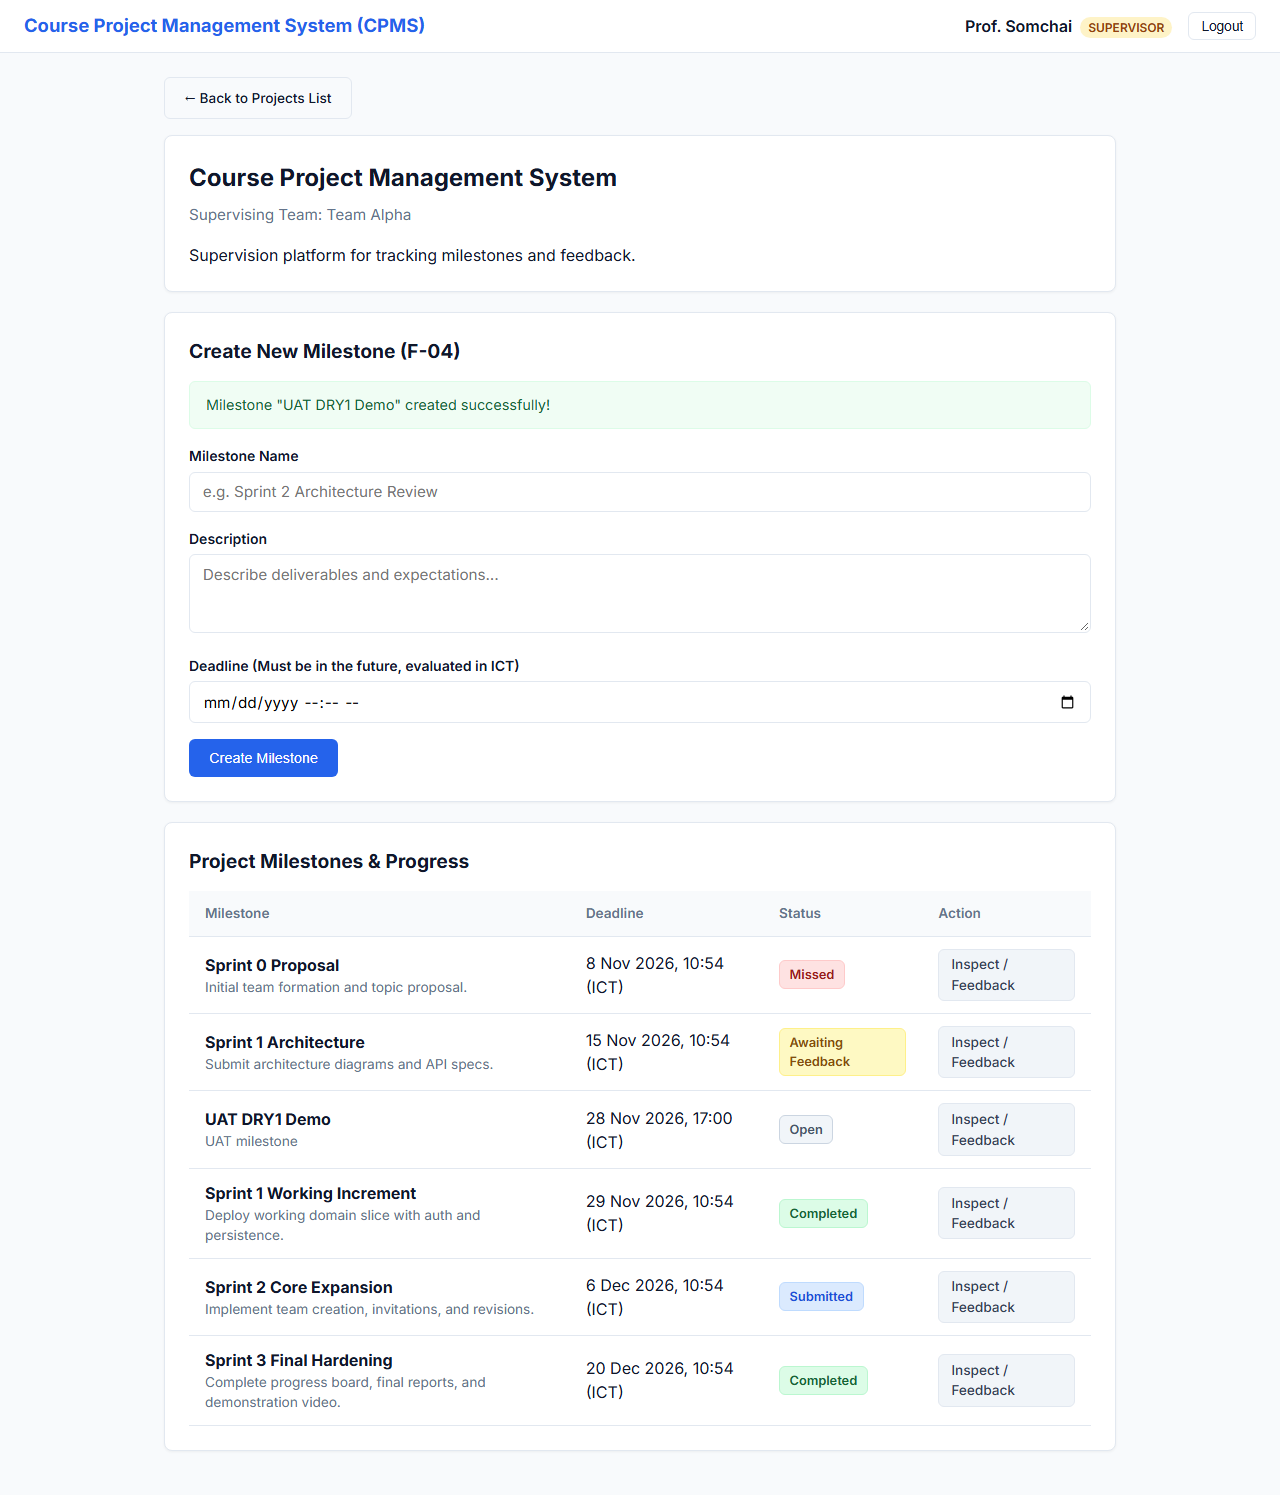 Course Project Management System (CPMS)
Prof. Somchai SUPERVISOR Logout
← Back to Projects List
Course Project Management System
Supervising Team: Team Alpha
Supervision platform for tracking milestones and feedback.
Create New Milestone (F-04)
Milestone "UAT DRY1 Demo" created successfully!
Milestone Name
e.g. Sprint 2 Architecture Review
Description
Describe deliverables and expectations...
Deadline (Must be in the future, evaluated in ICT)
mm/dd/yyyy --:-- --
Create Milestone
Project Milestones & Progress
Milestone Deadline Status Action
Sprint 0 Proposal
Initial team formation and topic proposal.
8 Nov 2026, 10:54
(ICT)
Missed
Inspect /
Feedback
Sprint 1 Architecture
Submit architecture diagrams and API specs.
15 Nov 2026, 10:54
(ICT)
Awaiting
Feedback
Inspect /
Feedback
UAT DRY1 Demo
UAT milestone
28 Nov 2026, 17:00
(ICT)
Open
Inspect /
Feedback
Sprint 1 Working Increment
Deploy working domain slice with auth and
persistence.
29 Nov 2026, 10:54
(ICT)
Completed
Inspect /
Feedback
Sprint 2 Core Expansion
Implement team creation, invitations, and revisions.
6 Dec 2026, 10:54
(ICT)
Submitted
Inspect /
Feedback
Sprint 3 Final Hardening
Complete progress board, final reports, and
demonstration video.
20 Dec 2026, 10:54
(ICT)
Completed
Inspect /
Feedback